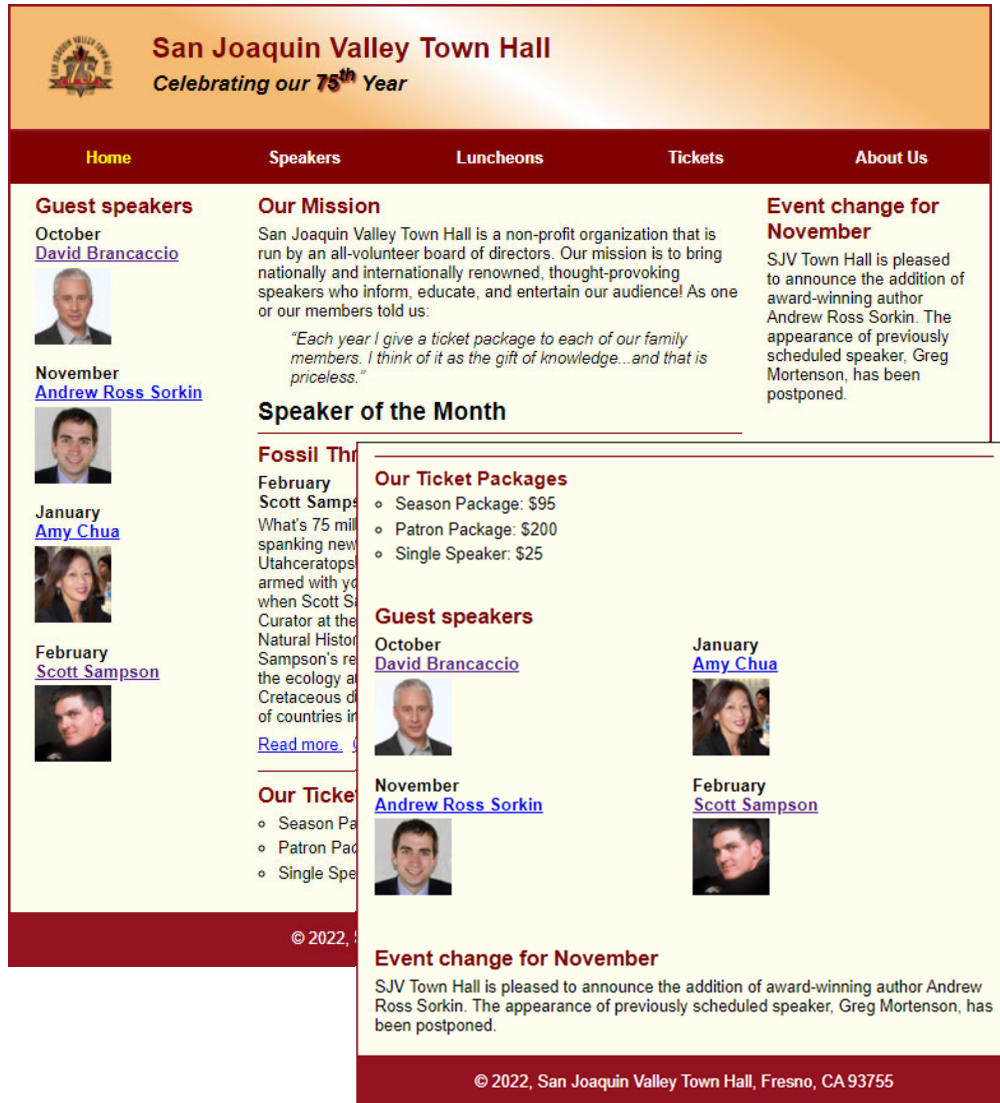 San Joaquin Valley Town Hall
Celebrating our 75th Year
Home Speakers Luncheons Tickets About Us
Guest speakers
October
David Brancaccio
November
Andrew Ross Sorkin
January
Amy Chua
February
Scott Sampson
Our Mission
San Joaquin Valley Town Hall is a non-profit organization that is
run by an all-volunteer board of directors. Our mission is to bring
nationally and internationally renowned, thought-provoking
speakers who inform, educate, and entertain our audience! As one
or our members told us:
“Each year I give a ticket package to each of our family
members. I think of it as the gift of knowledge...and that is
priceless.”
Speaker of the Month
Fossil
February
Scott
What's 75
spanking new
armed with
when Scott
Curator at the
Natural
Sampson's
the ecology
Cretaceous
of countries
Read more.
Our
Season
Patron
Single
© 2022,
Event change for
November
SJV Town Hall is pleased
to announce the addition of
award-winning author
Andrew Ross Sorkin. The
appearance of previously
scheduled speaker, Greg
Mortenson, has been
postponed.
Our Ticket Packages
Season Package: $95
Patron Package: $200
Single Speaker: $25
Guest speakers
October
David Brancaccio
November
Andrew Ross Sorkin
January
Amy Chua
February
Scott Sampson
Event change for November
SJV Town Hall is pleased to announce the addition of award-winning author Andrew
Ross Sorkin. The appearance of previously scheduled speaker, Greg Mortenson, has
been postponed.
© 2022, San Joaquin Valley Town Hall, Fresno, CA 93755